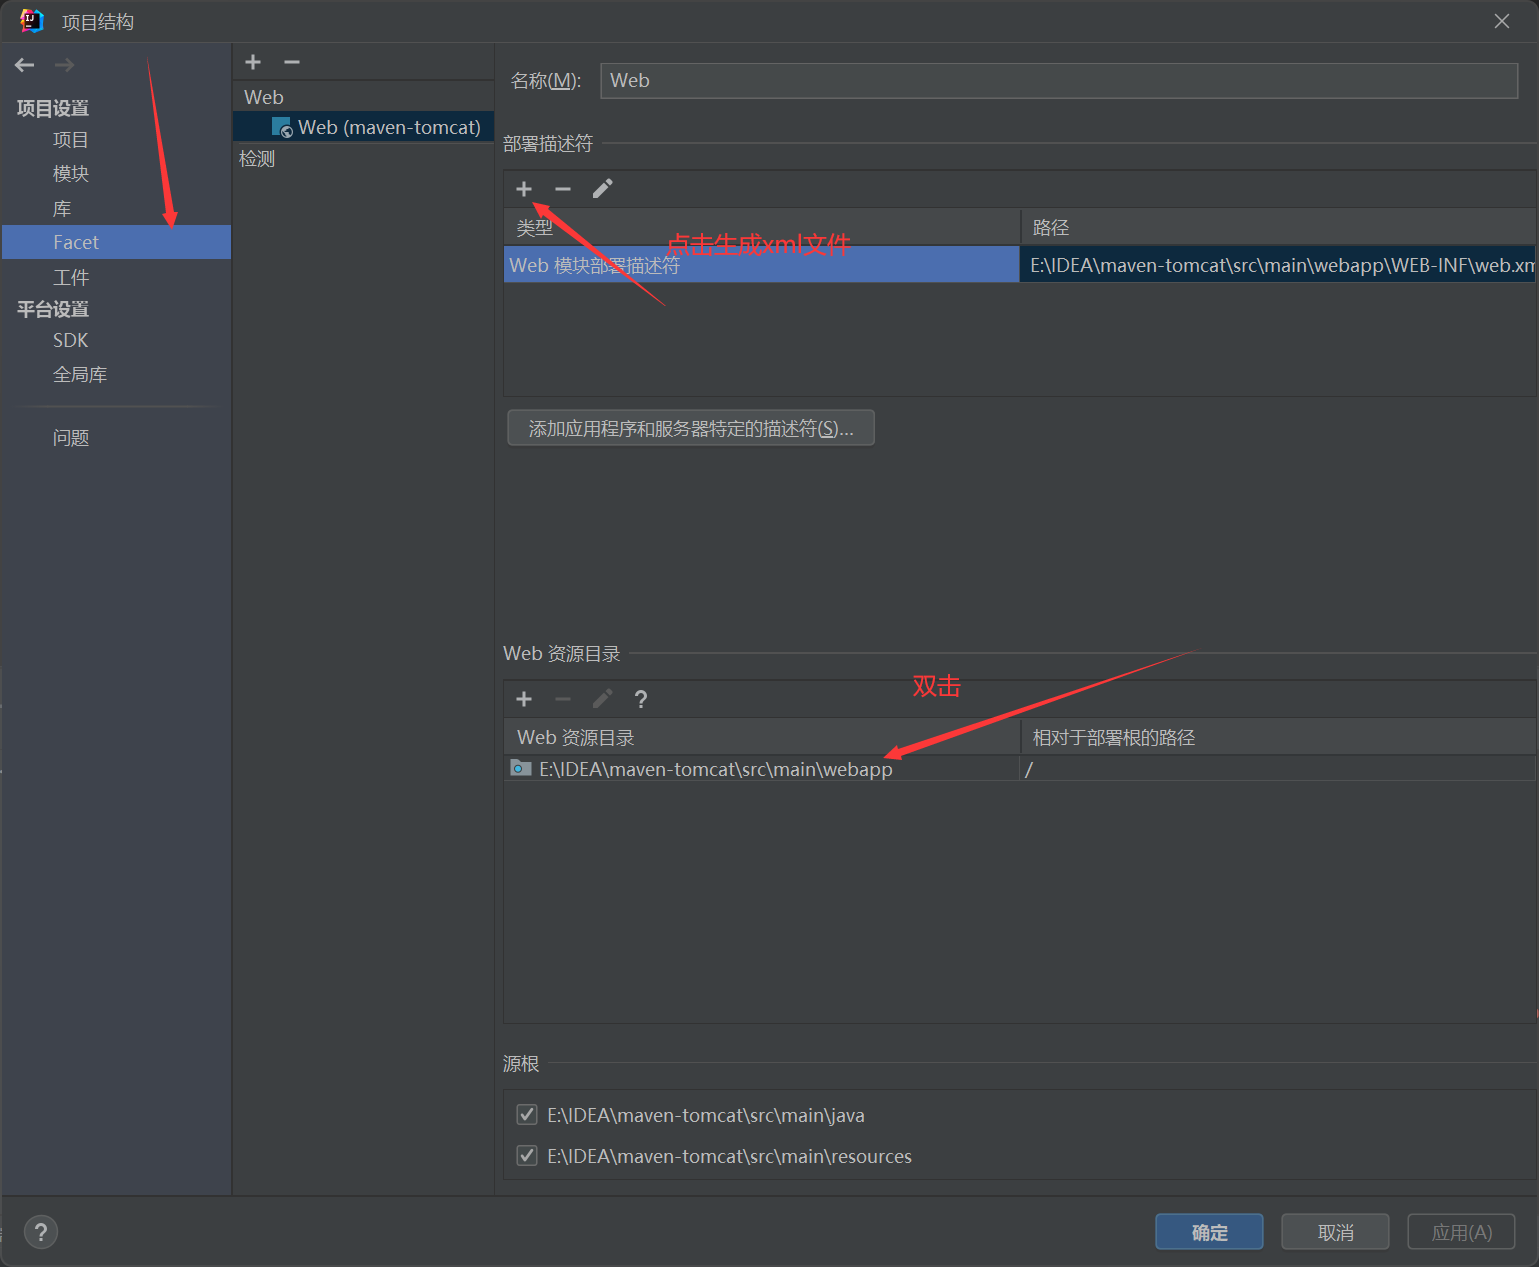 项目结构
项目设置
项目
模块
库
Facet
工件
平台设置
SDK
全局库
问题
Web
Web (maven-tomcat)
检测
名称(M):
Web
部署描述符
类型
路径
点击生成xml文件
Web 模块部署描述符
E:\IDEA\maven-tomcat\src\main\webapp\WEB-INF\web.xm
添加应用程序和服务器特定的描述符(S)...
Web 资源目录
双击
?
Web 资源目录
相对于部署根的路径
E:\IDEA\maven-tomcat\src\main\webapp
/
源根
E:\IDEA\maven-tomcat\src\main\java
E:\IDEA\maven-tomcat\src\main\resources
?
确定
取消
应用(A)